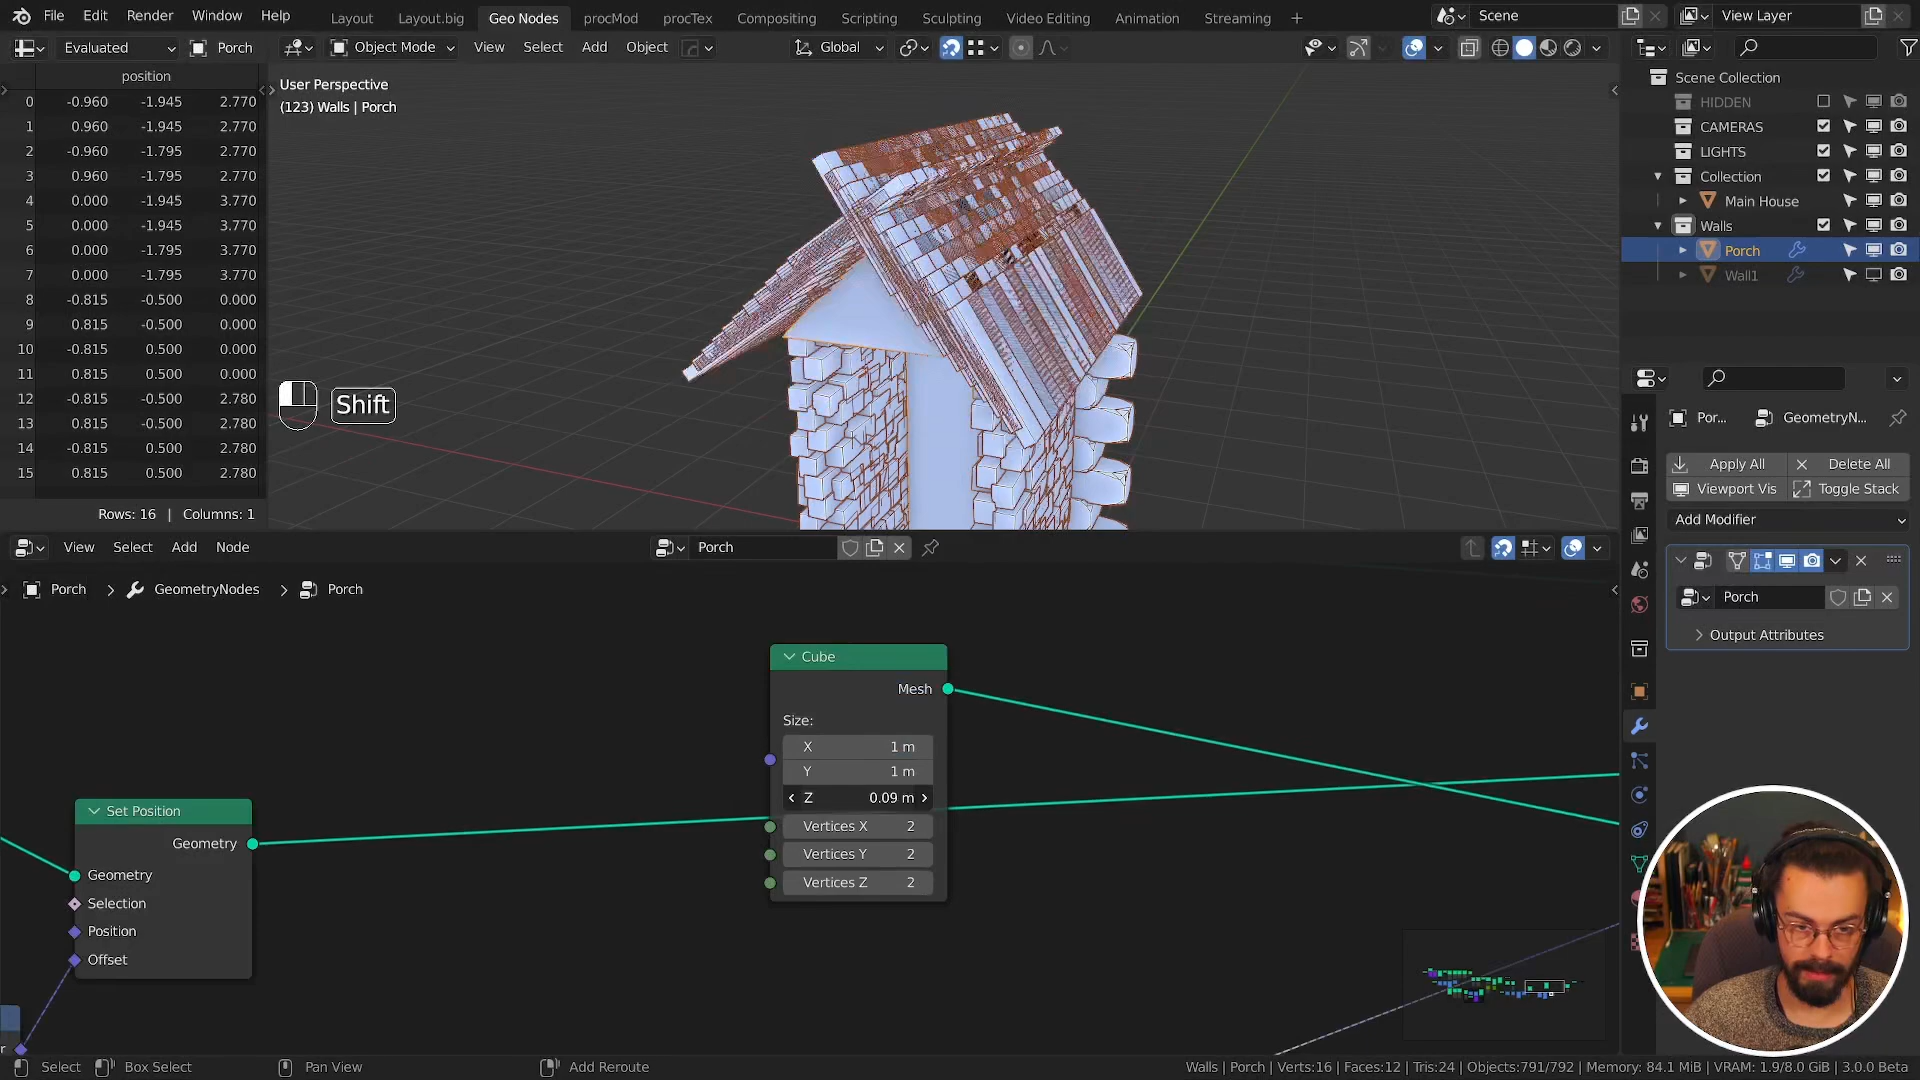 File Edit Render Window Help Layout Layout.big Geo Nodes procMod procTex Compositing Scripting Sculpting Video Editing Animation Streaming + Scene View Layer
Evaluated Porch Object Mode View Select Add Object Global
position
0 -0.960 -1.945 2.770
1 0.960 -1.945 2.770
2 -0.960 -1.795 2.770
3 0.960 -1.795 2.770
4 0.000 -1.945 3.770
5 0.000 -1.945 3.770
6 0.000 -1.795 3.770
7 0.000 -1.795 3.770
8 -0.815 -0.500 0.000
9 0.815 -0.500 0.000
10 -0.815 0.500 0.000
11 0.815 0.500 0.000
12 -0.815 -0.500 2.780
13 0.815 -0.500 2.780
14 -0.815 0.500 2.780
15 0.815 0.500 2.780
Rows: 16 | Columns: 1
User Perspective
(123) Walls | Porch
Shift
Scene Collection
HIDDEN
CAMERAS
LIGHTS
Collection
Main House
Walls
Porch
Wall1
Por... GeometryN...
Apply All Delete All
Viewport Vis Toggle Stack
Add Modifier
Porch
Output Attributes
View Select Add Node Porch
Porch > GeometryNodes > Porch
Cube
Mesh
Size:
X 1 m
Y 1 m
Z 0.09 m
Vertices X 2
Vertices Y 2
Vertices Z 2
Set Position
Geometry
Geometry
Selection
Position
Offset
r
Select Box Select Pan View Add Reroute Walls | Porch | Verts:16 | Faces:12 | Tris:24 | Objects:791/792 | Memory: 84.1 MiB | VRAM: 1.9/8.0 GiB | 3.0.0 Beta